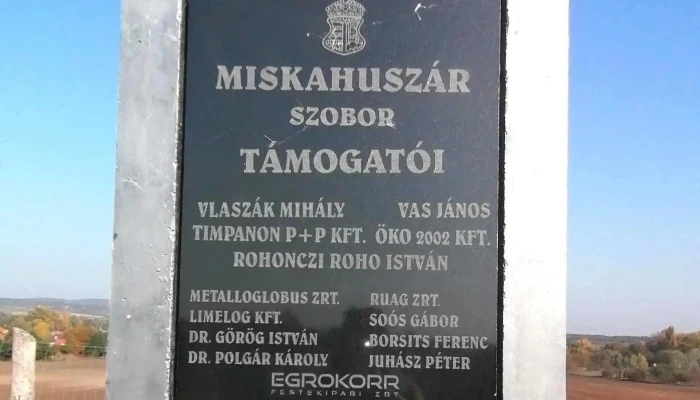 MISKAHUSZÁR
SZOBOR
TÁMOGATÓI
VLASZÁK MIHÁLY VAS JÁNOS
TIMPANON P+P KFT. ÖKO 2002 KFT.
ROHONCZI ROHO ISTVÁN
METALLOGLOBUS ZRT. RUAG ZRT.
LIMELOG KFT. SOÓS GÁBOR
DR. GÖRÖG ISTVÁN BORSITS FERENC
DR. POLGÁR KÁROLY JUHÁSZ PÉTER
EGROKORR
FESTÉKIPARI ZRT